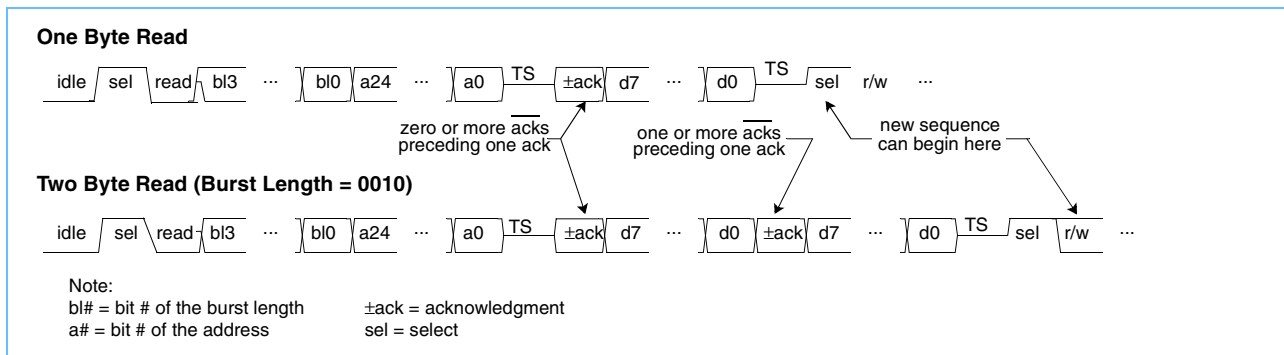 One Byte Read
idle sel read bl3 ... bl0 a24 ... a0 TS ±ack d7 ... d0 TS sel r/w ...
zero or more acks
preceding one ack
one or more acks
preceding one ack
new sequence
can begin here
Two Byte Read (Burst Length = 0010)
idle sel read bl3 ... bl0 a24 ... a0 TS ±ack d7 ... d0 ±ack d7 ... d0 TS sel r/w ...
Note:
bl# = bit # of the burst length ±ack = acknowledgment
a# = bit # of the address sel = select